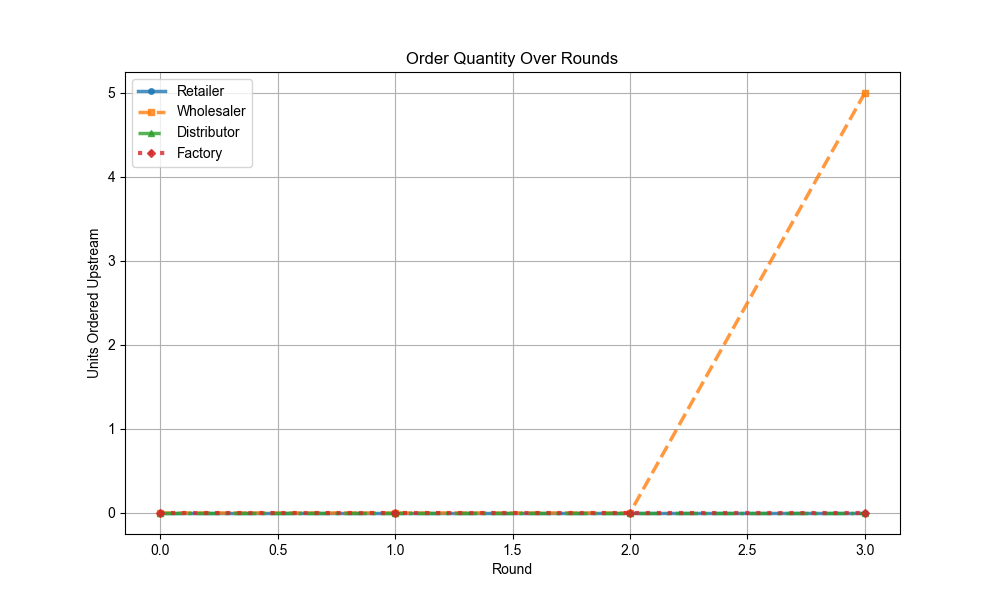 Order Quantity Over Rounds
Retailer
Wholesaler
Distributor
Factory
Units Ordered Upstream
5
4
3
2
1
0
0.0 0.5 1.0 1.5 2.0 2.5 3.0
Round